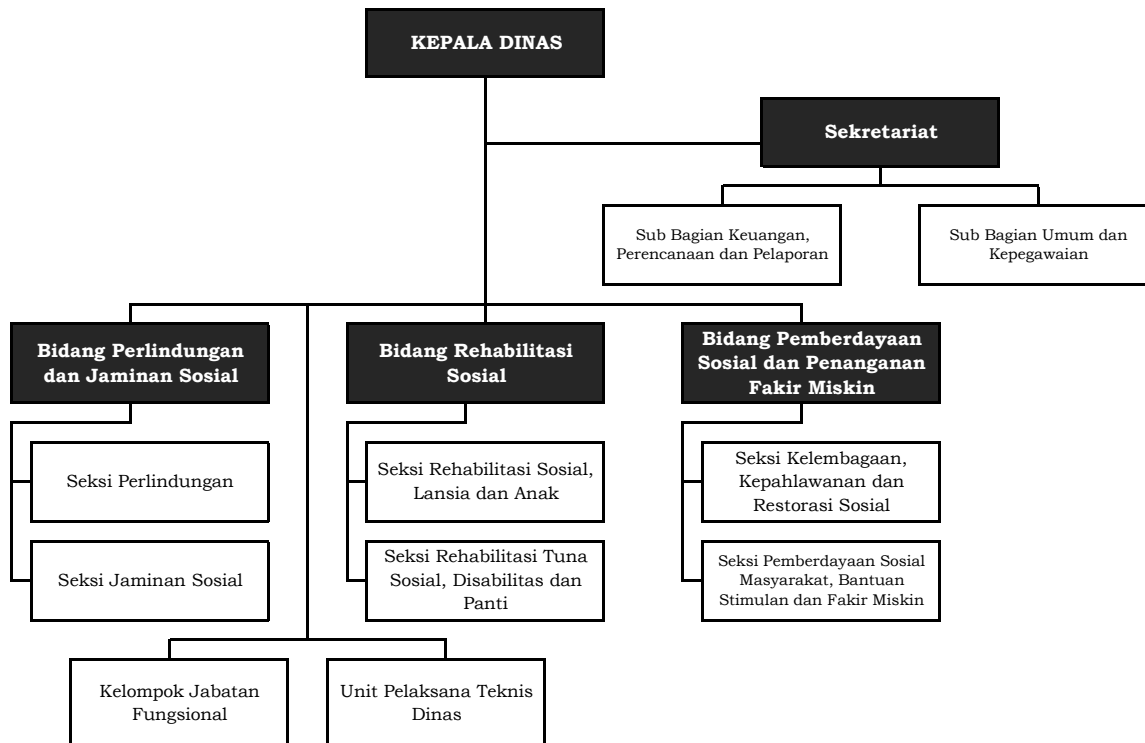 KEPALA DINAS
Sekretariat
Sub Bagian Keuangan,
Perencanaan dan Pelaporan
Sub Bagian Umum dan
Kepegawaian
Bidang Perlindungan
dan Jaminan Sosial
Bidang Rehabilitasi
Sosial
Bidang Pemberdayaan
Sosial dan Penanganan
Fakir Miskin
Seksi Perlindungan
Seksi Rehabilitasi Sosial,
Lansia dan Anak
Seksi Kelembagaan,
Kepahlawanan dan
Restorasi Sosial
Seksi Jaminan Sosial
Seksi Rehabilitasi Tuna
Sosial, Disabilitas dan
Panti
Seksi Pemberdayaan Sosial
Masyarakat, Bantuan
Stimulan dan Fakir Miskin
Kelompok Jabatan
Fungsional
Unit Pelaksana Teknis
Dinas